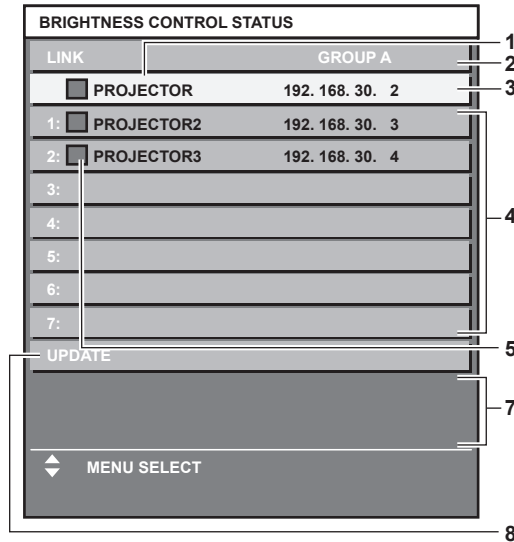 BRIGHTNESS CONTROL STATUS
1
LINK GROUP A
2
PROJECTOR 192. 168. 30. 2
3
1: PROJECTOR2 192. 168. 30. 3
2: PROJECTOR3 192. 168. 30. 4
3:
4
4:
5:
6:
7:
5
UPDATE
7
MENU SELECT
8